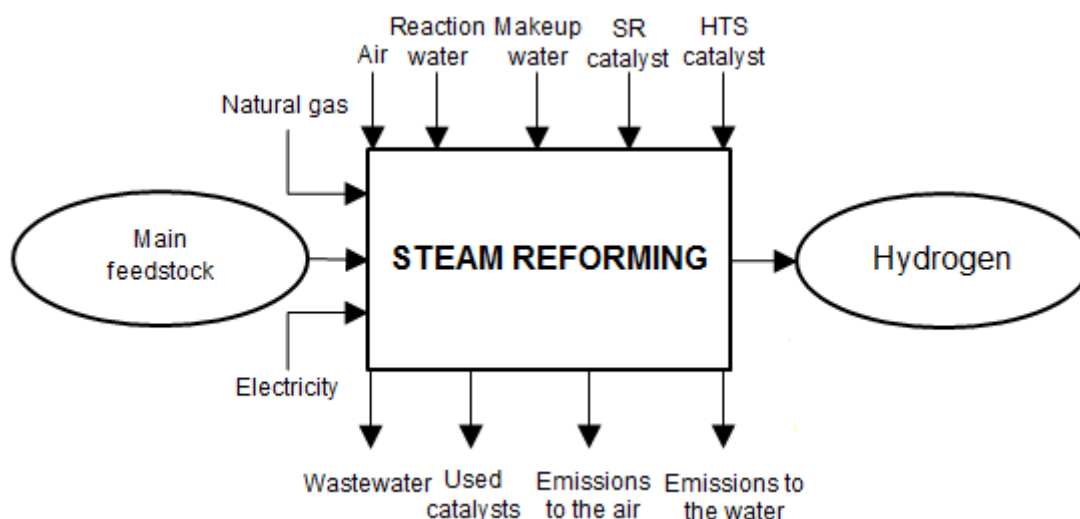 Air
Reaction
water
Makeup
water
SR
catalyst
HTS
catalyst
Natural gas
Main
feedstock
STEAM REFORMING
Hydrogen
Electricity
Wastewater
Used
catalysts
Emissions
to the air
Emissions to
the water